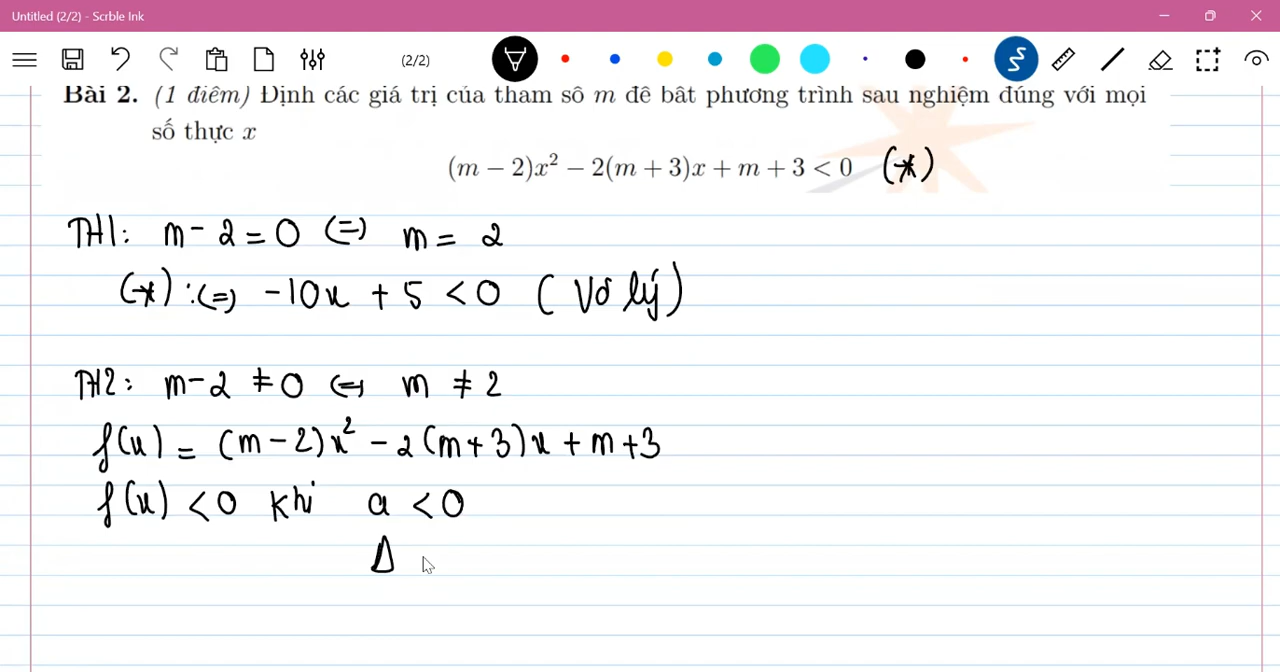 Untitled (2/2) - Scrble Ink
(2/2)
Bài 2. (1 điểm) Định các giá trị của tham số m để bất phương trình sau nghiệm đúng với mọi
số thực x
(m − 2)x² − 2(m + 3)x + m + 3 < 0 (*)
TH1: m - 2 = 0 (=) m = 2
(*) :(=) -10x + 5 < 0 (Vô lý)
TH2: m - 2 ≠ 0 (=) m ≠ 2
f(x) = (m - 2)x² - 2(m + 3)x + m + 3
f(x) < 0 khi a < 0
Δ